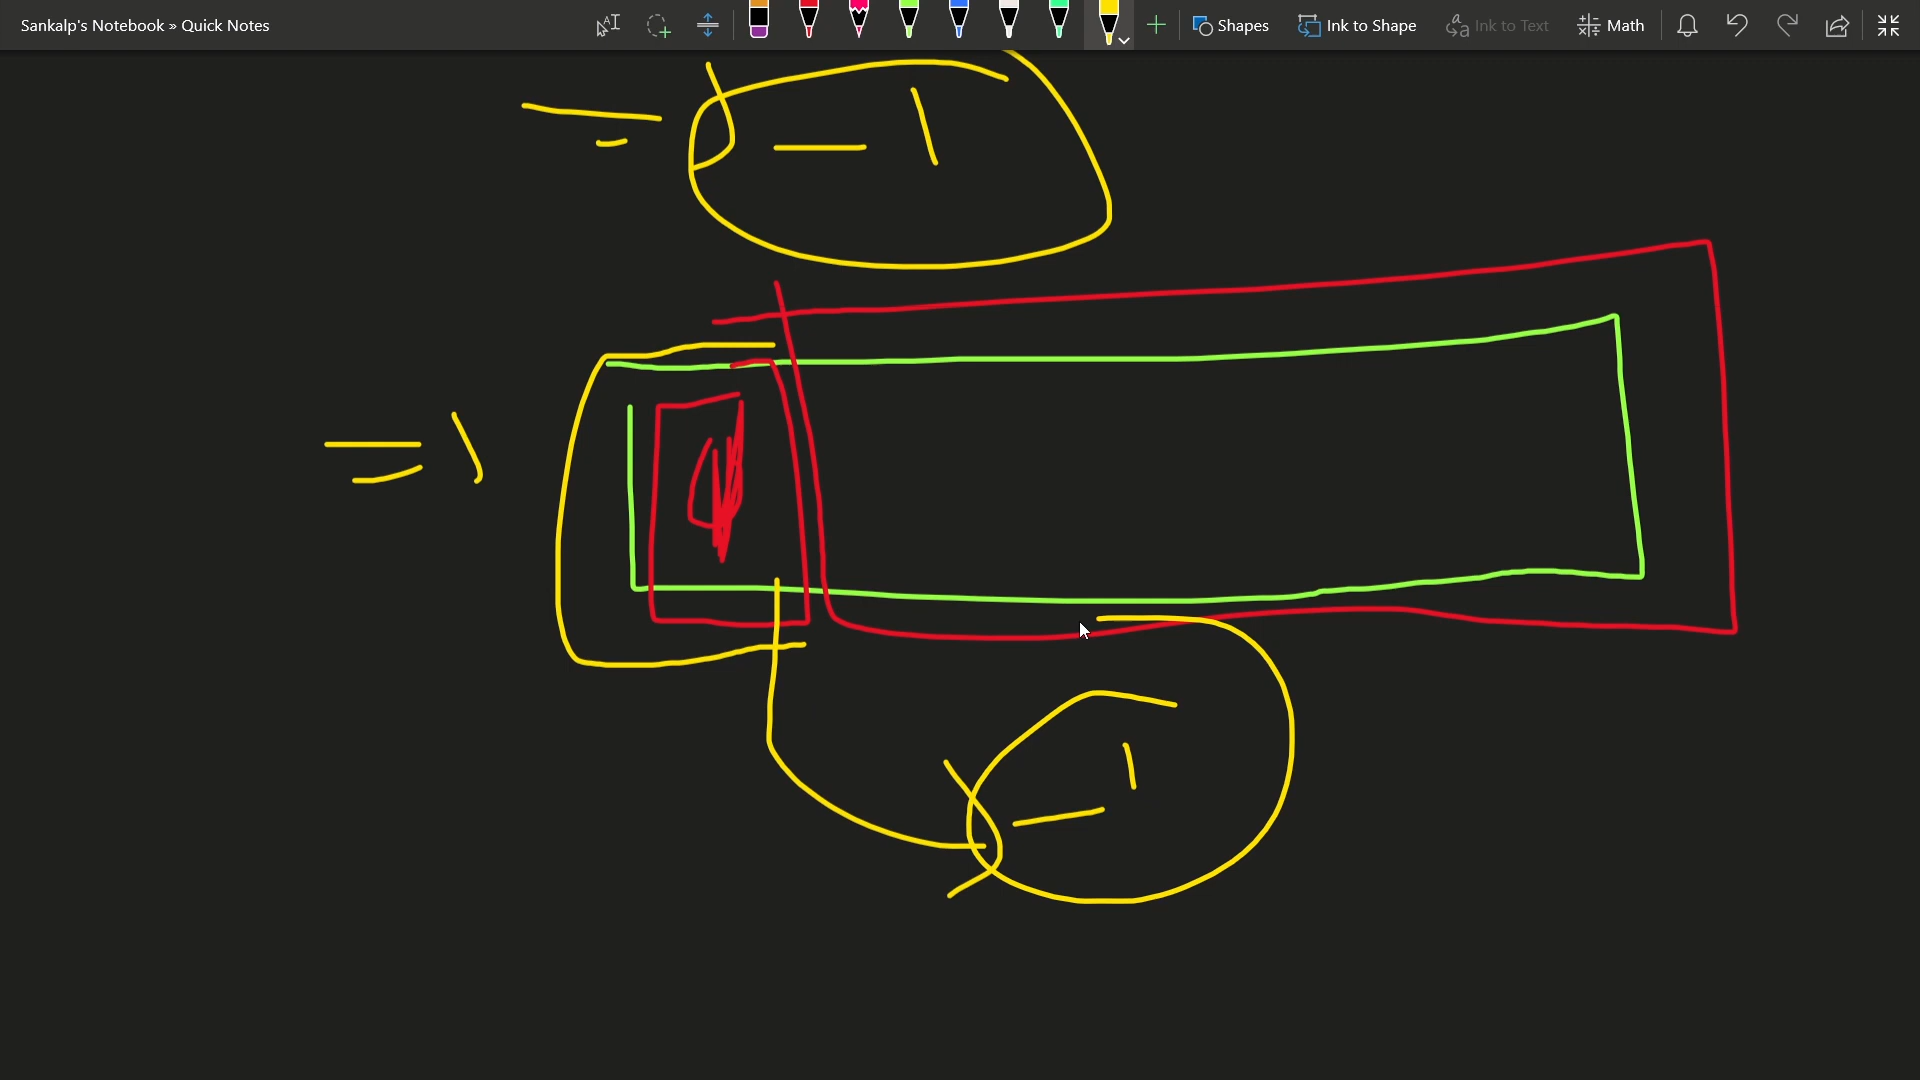 Sankalp's Notebook » Quick Notes
Shapes
Ink to Shape
Ink to Text
Math